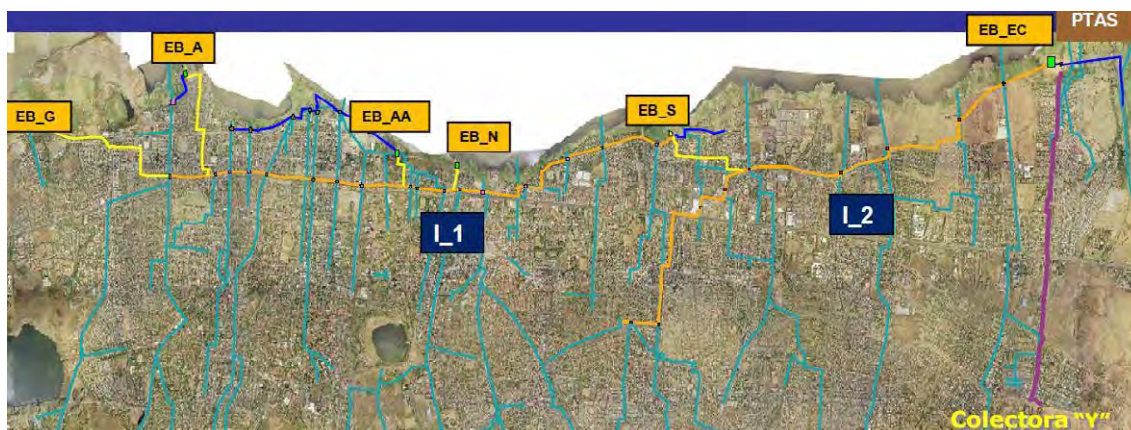 PTAS
EB_EC
EB_A
EB_G
EB_AA
EB_N
EB_S
I_1
I_2
Colectora "Y"